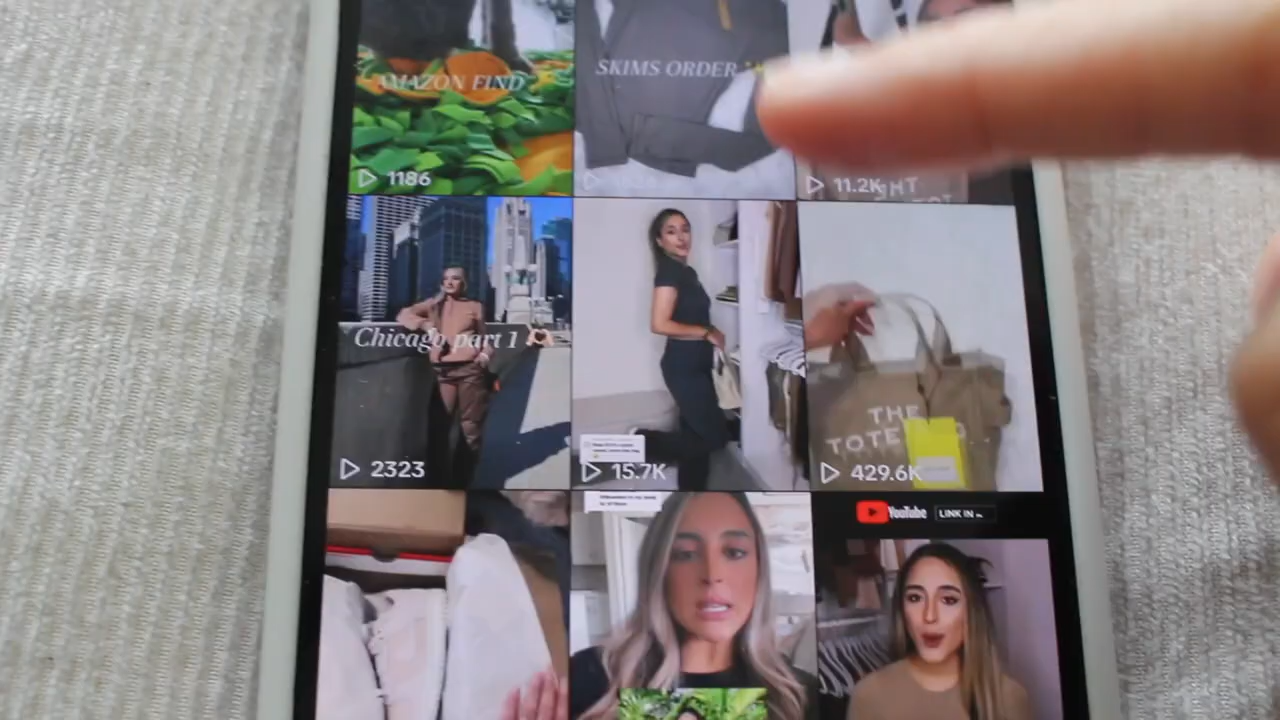 AMAZON FIND
SKIMS ORDER
1186
11.2K
Chicago part 1
THE
TOTE
2323
15.7K
429.6K
YouTube
LINK IN